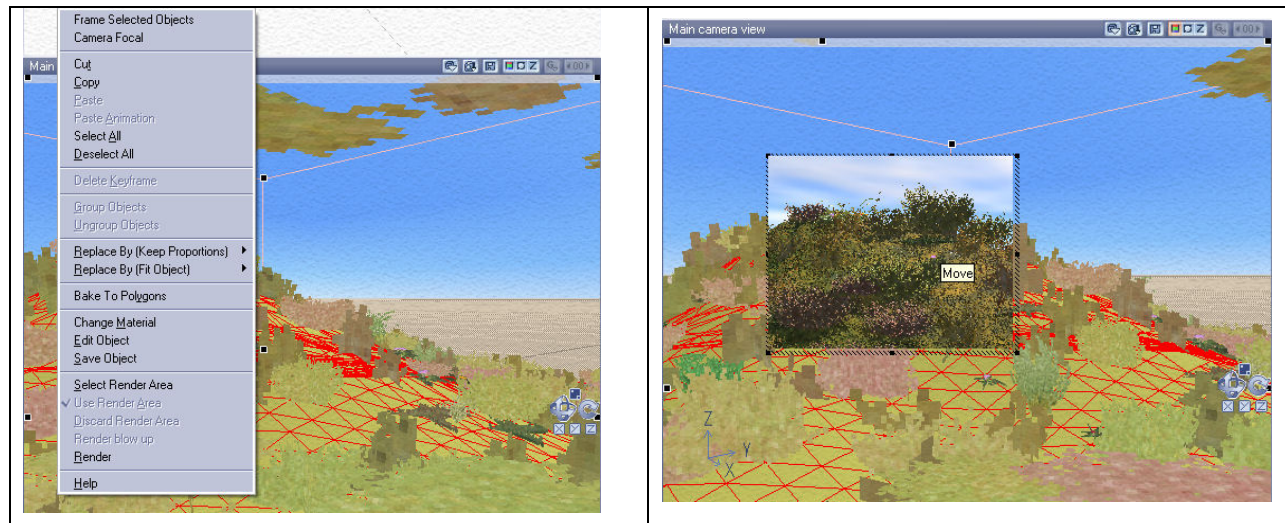 Frame Selected Objects
Camera Focal
Cut
Copy
Paste
Paste Animation
Select All
Deselect All
Delete Keyframe
Group Objects
Ungroup Objects
Replace By (Keep Proportions)
Replace By (Fit Object)
Bake To Polygons
Change Material
Edit Object
Save Object
Select Render Area
Use Render Area
Discard Render Area
Render blow up
Render
Help
Main
Z
00
X Z
Main camera view
Z
00
Move
X Z
Z
Y
X